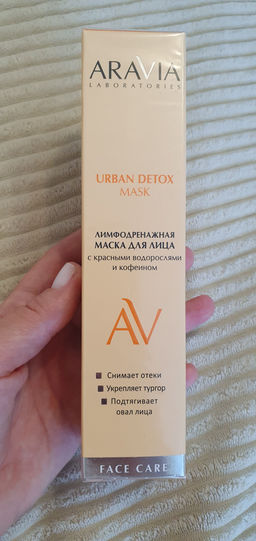 ARAVIA
LABORATORIES
URBAN DETOX
MASK
ЛИМФОДРЕНАЖНАЯ
МАСКА ДЛЯ ЛИЦА
с красными водорослями
и кофеином
AV
Снимает отеки
Укрепляет тургор
Подтягивает
овал лица
FACE CARE